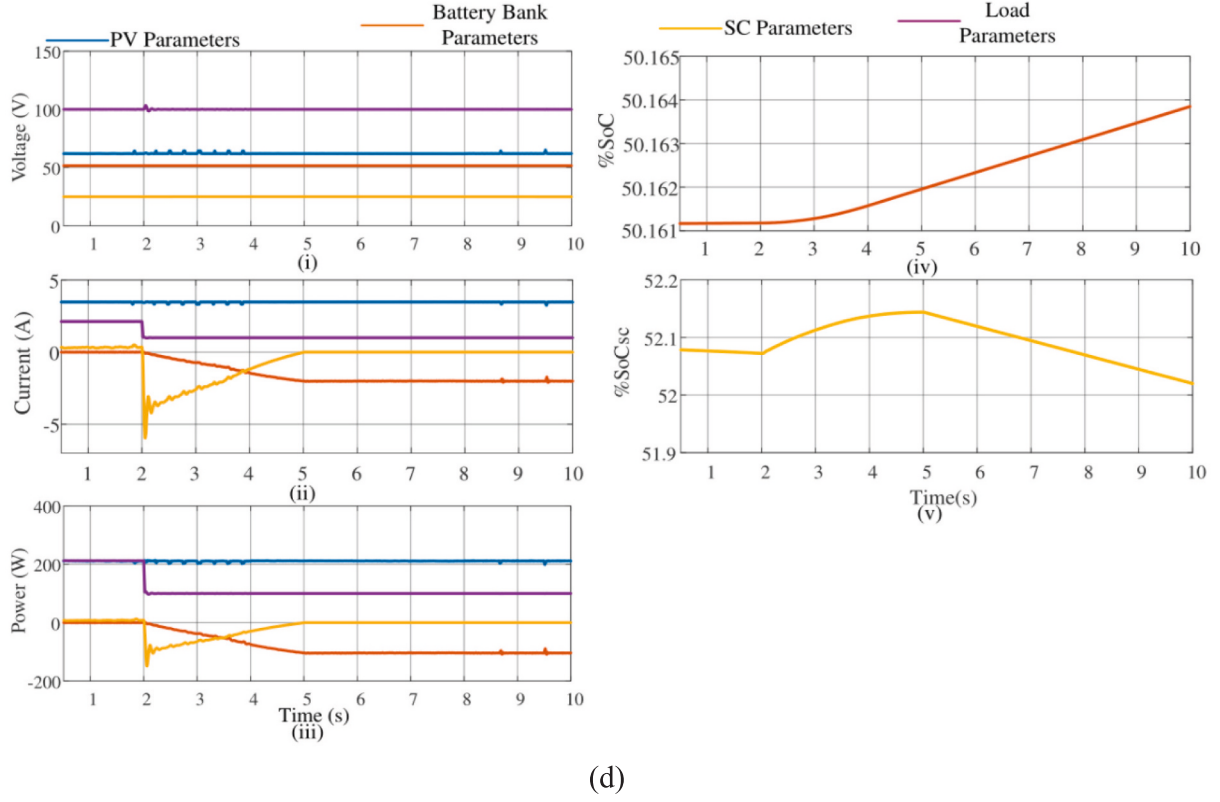 PV Parameters
Battery Bank
Parameters
SC Parameters
Load
Parameters
150
100
50
0
Voltage (V)
1 2 3 4 5 6 7 8 9 10
(i)
5
0
-5
Current (A)
1 2 3 4 5 6 7 8 9 10
(ii)
400
200
0
-200
Power (W)
1 2 3 4 5 6 7 8 9 10
Time (s)
(iii)
50.165
50.164
50.163
50.162
50.161
%SoC
1 2 3 4 5 6 7 8 9 10
(iv)
52.2
52.1
52
51.9
%SoCsc
1 2 3 4 5 6 7 8 9 10
Time(s)
(v)
(d)